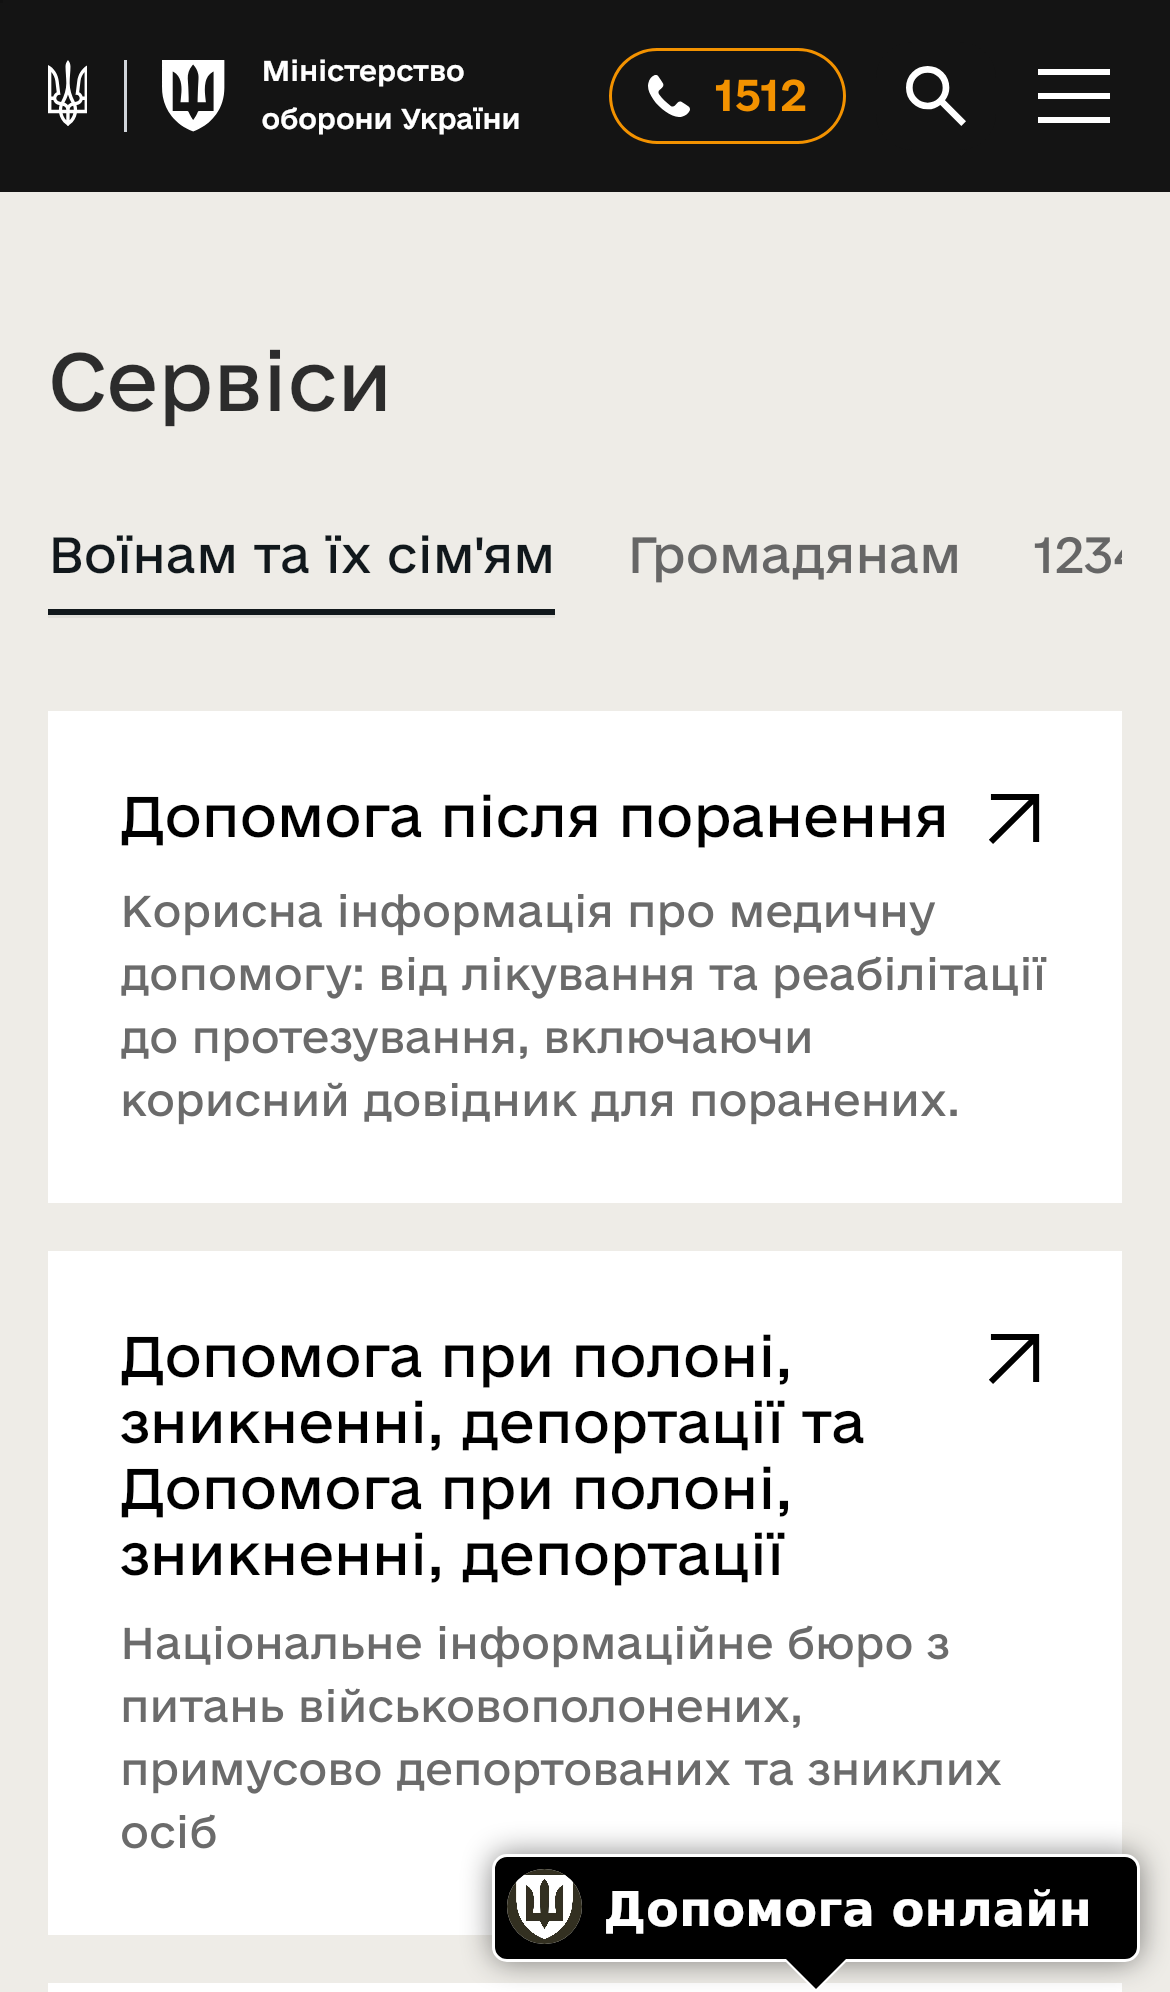 Міністерство
оборони України
1512
Сервіси
Воїнам та їх сім'ям
Громадянам
1234
Допомога після поранення
Корисна інформація про медичну
допомогу: від лікування та реабілітації
до протезування, включаючи
корисний довідник для поранених.
Допомога при полоні,
зникненні, депортації та
Допомога при полоні,
зникненні, депортації
Національне інформаційне бюро з
питань військовополонених,
примусово депортованих та зниклих
осіб
Допомога онлайн